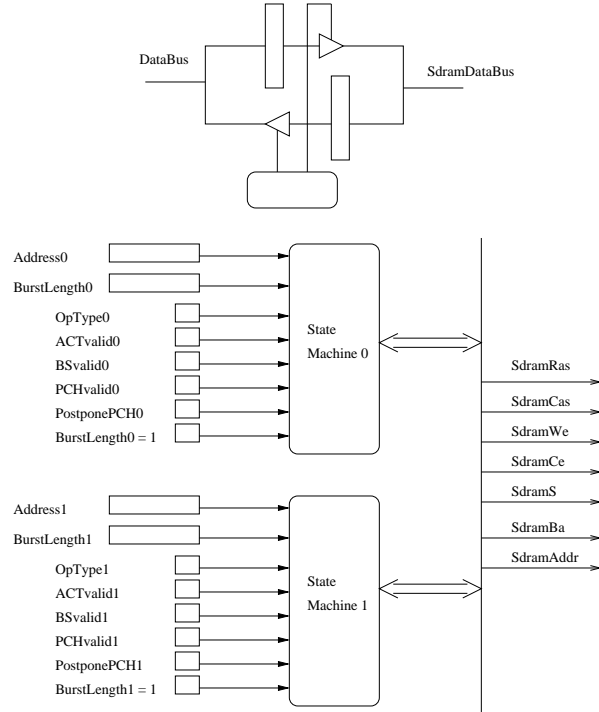 DataBus
SdramDataBus
Address0
BurstLength0
OpType0
ACTvalid0
BSvalid0
PCHvalid0
PostponePCH0
BurstLength0 = 1
State
Machine 0
SdramRas
SdramCas
SdramWe
SdramCe
SdramS
SdramBa
SdramAddr
Address1
BurstLength1
OpType1
ACTvalid1
BSvalid1
PCHvalid1
PostponePCH1
BurstLength1 = 1
State
Machine 1